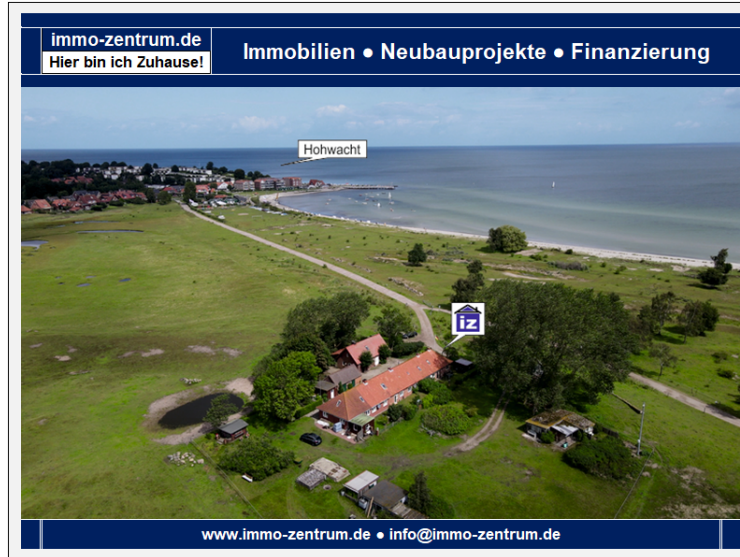 immo-zentrum.de
Hier bin ich Zuhause!
Immobilien ● Neubauprojekte ● Finanzierung
Hohwacht
iz
www.immo-zentrum.de ● info@immo-zentrum.de